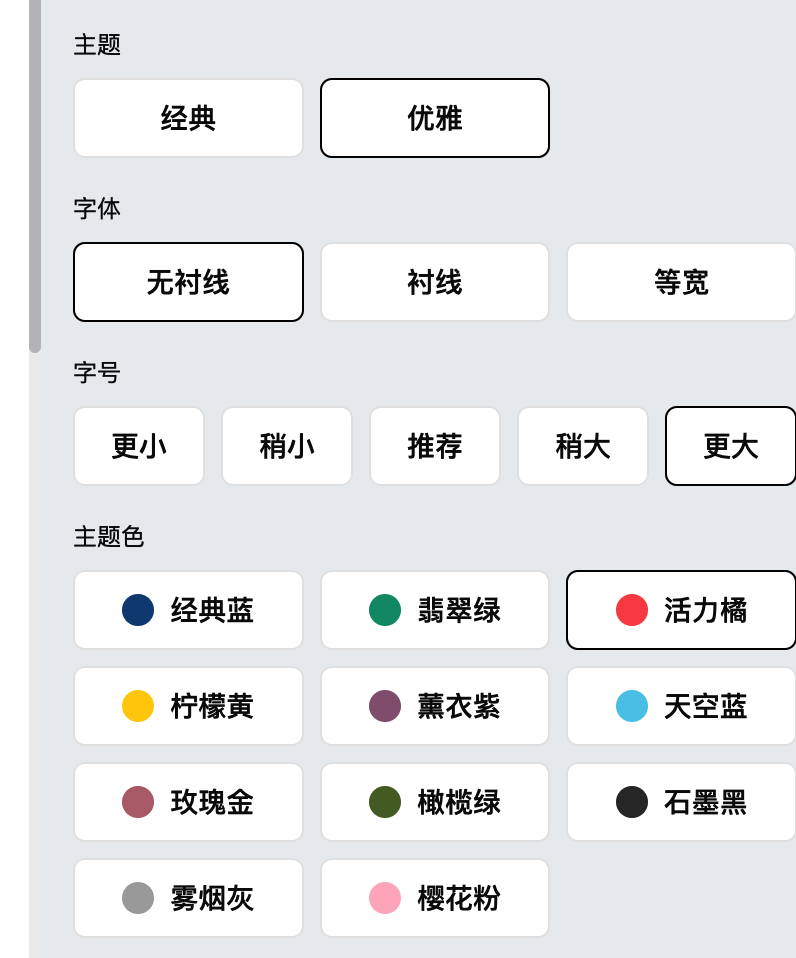 主题
经典 优雅
字体
无衬线 衬线 等宽
字号
更小 稍小 推荐 稍大 更大
主题色
经典蓝 翡翠绿 活力橘
柠檬黄 薰衣紫 天空蓝
玫瑰金 橄榄绿 石墨黑
雾烟灰 樱花粉